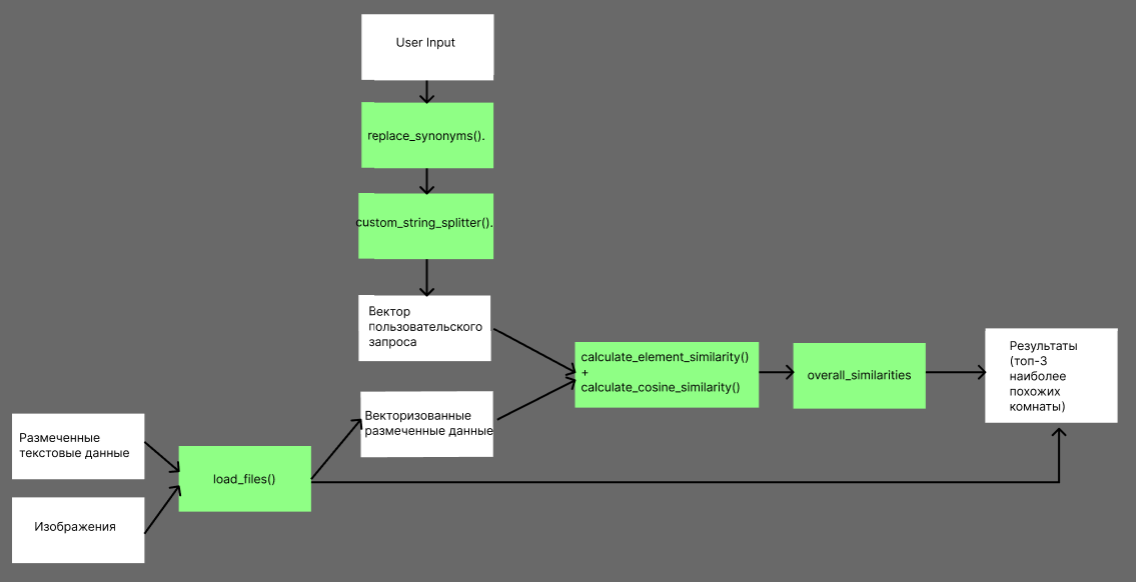 User Input
replace_synonyms().
custom_string_splitter().
Вектор
пользовательского
запроса
calculate_element_similarity()
+
calculate_cosine_similarity()
overall_similarities
Результаты
(топ-3
наиболее
похожих
комнаты)
Векторизованные
размеченные данные
Размеченные
текстовые данные
load_files()
Изображения